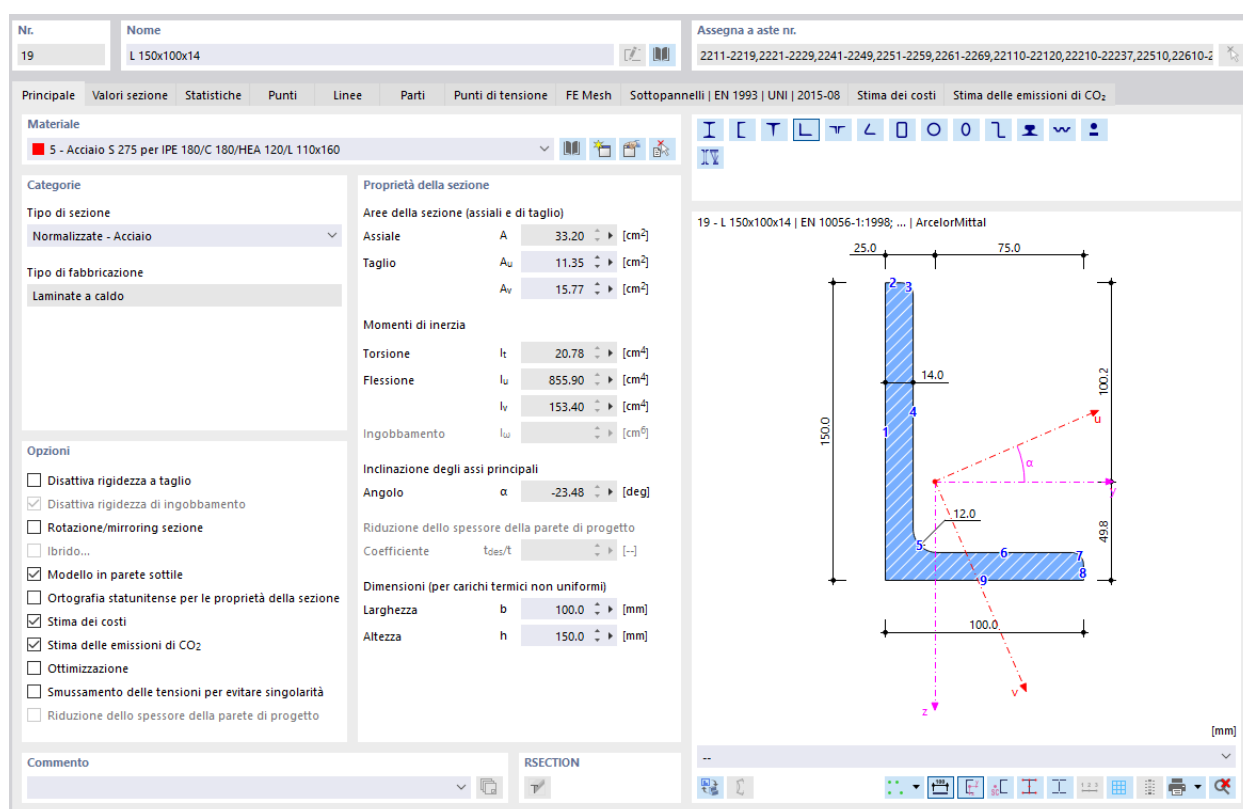 Nr.
Nome
Assegna a aste nr.
19
L 150x100x14
2211-2219,2221-2229,2241-2249,2251-2259,2261-2269,22110-22120,22210-22237,22510,22610-2
Principale
Valori sezione
Statistiche
Punti
Linee
Parti
Punti di tensione
FE Mesh
Sottopannelli | EN 1993 | UNI | 2015-08
Stima dei costi
Stima delle emissioni di CO₂
Materiale
5 - Acciaio S 275 per IPE 180/C 180/HEA 120/L 110x160
Categorie
Tipo di sezione
Normalizzate - Acciaio
Tipo di fabbricazione
Laminate a caldo
Opzioni
Disattiva rigidezza a taglio
Disattiva rigidezza di ingobbamento
Rotazione/mirroring sezione
Ibrido...
Modello in parete sottile
Ortografia statunitense per le proprietà della sezione
Stima dei costi
Stima delle emissioni di CO₂
Ottimizzazione
Smussamento delle tensioni per evitare singolarità
Riduzione dello spessore della parete di progetto
Proprietà della sezione
Aree della sezione (assiali e di taglio)
Assiale A 33.20 [cm²]
Taglio Au 11.35 [cm²]
Av 15.77 [cm²]
Momenti di inerzia
Torsione It 20.78 [cm⁴]
Flessione Iu 855.90 [cm⁴]
Iv 153.40 [cm⁴]
Ingobbamento Iω [cm⁶]
Inclinazione degli assi principali
Angolo α -23.48 [deg]
Riduzione dello spessore della parete di progetto
Coefficiente tdes/t [--]
Dimensioni (per carichi termici non uniformi)
Larghezza b 100.0 [mm]
Altezza h 150.0 [mm]
19 - L 150x100x14 | EN 10056-1:1998; ... | ArcelorMittal
25.0
75.0
2
3
14.0
100.2
150.0
1
4
u
α
y
12.0
49.8
5
6
7
8
9
100.0
v
z
[mm]
Commento
RSECTION
--